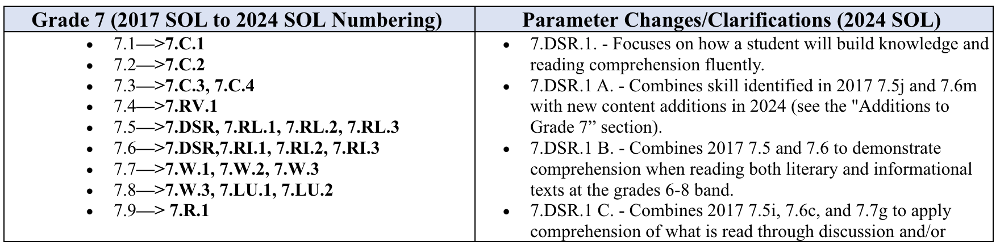 Grade 7 (2017 SOL to 2024 SOL Numbering)
• 7.1—>7.C.1
• 7.2—>7.C.2
• 7.3—>7.C.3, 7.C.4
• 7.4—>7.RV.1
• 7.5—>7.DSR, 7.RL.1, 7.RL.2, 7.RL.3
• 7.6—>7.DSR,7.RI.1, 7.RI.2, 7.RI.3
• 7.7—>7.W.1, 7.W.2, 7.W.3
• 7.8—>7.W.3, 7.LU.1, 7.LU.2
• 7.9—> 7.R.1
Parameter Changes/Clarifications (2024 SOL)
• 7.DSR.1. - Focuses on how a student will build knowledge and
reading comprehension fluently.
• 7.DSR.1 A. - Combines skill identified in 2017 7.5j and 7.6m
with new content additions in 2024 (see the "Additions to
Grade 7” section).
• 7.DSR.1 B. - Combines 2017 7.5 and 7.6 to demonstrate
comprehension when reading both literary and informational
texts at the grades 6-8 band.
• 7.DSR.1 C. - Combines 2017 7.5i, 7.6c, and 7.7g to apply
comprehension of what is read through discussion and/or